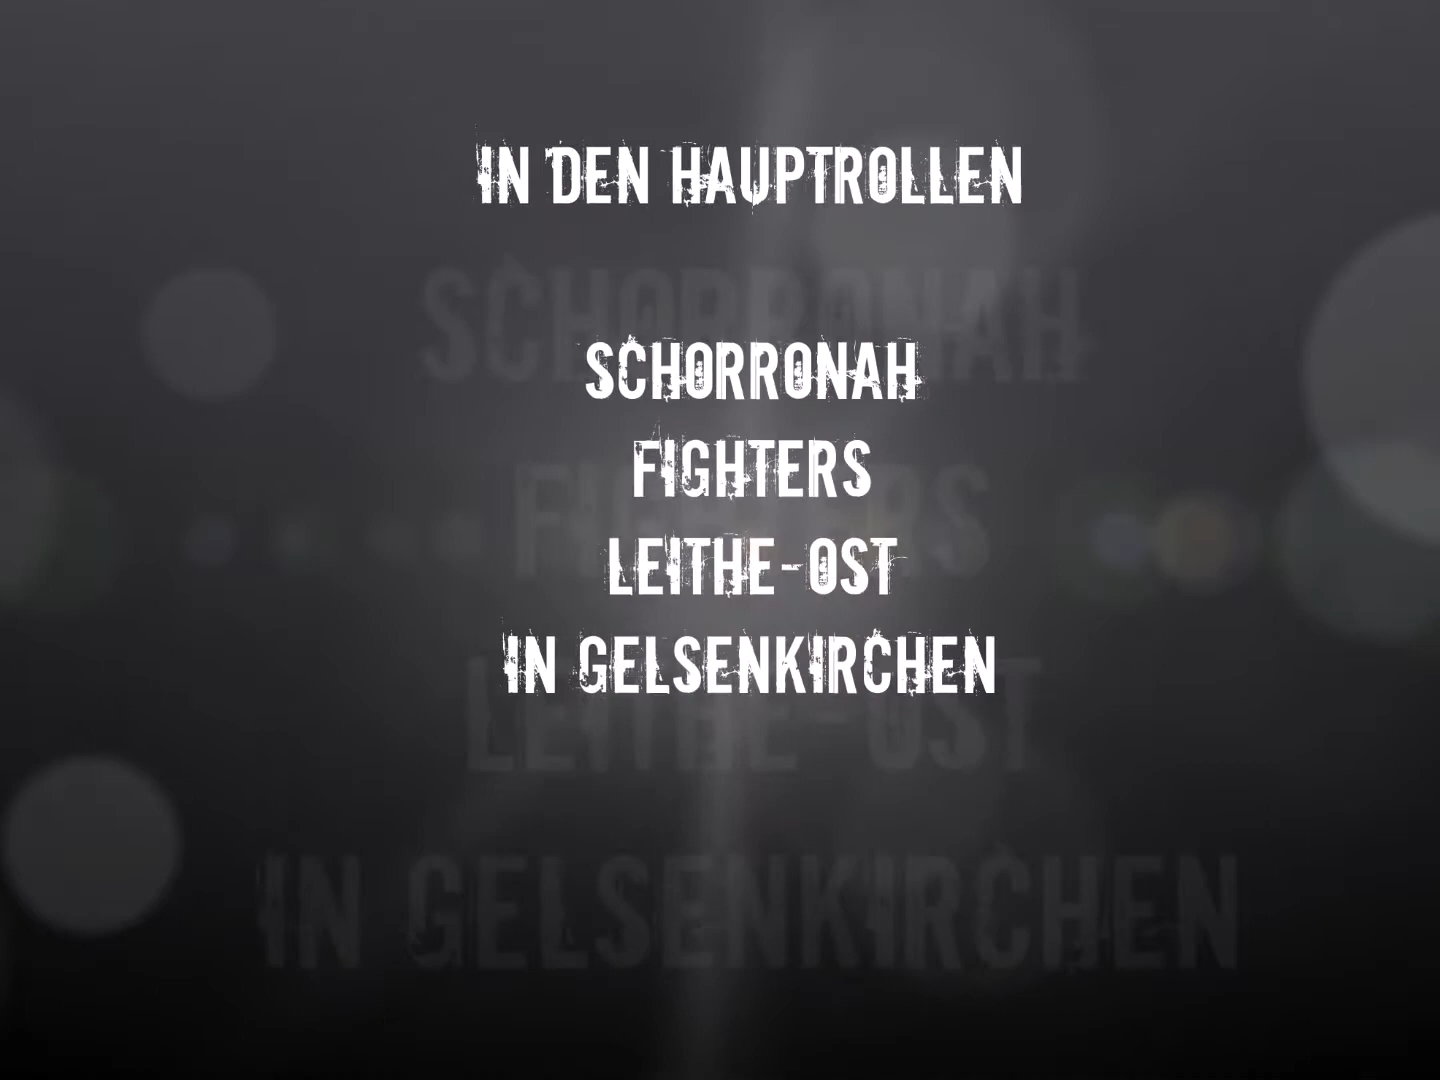 IN DEN HAUPTROLLEN
SCHORRONAH
FIGHTERS
LEITHE-OST
IN GELSENKIRCHEN